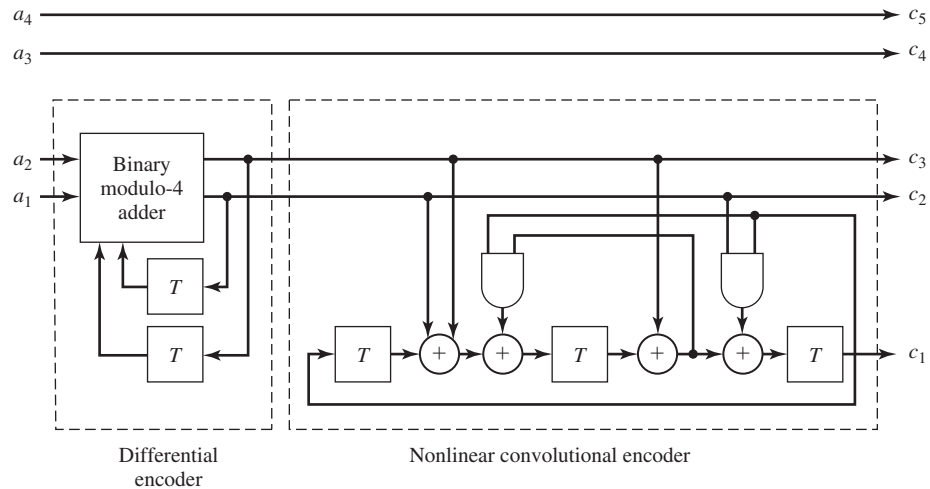 a4 c5
a3 c4
a2 Binary modulo-4 adder c3
a1 c2
T
T
T + + T + + T c1
Differential encoder
Nonlinear convolutional encoder